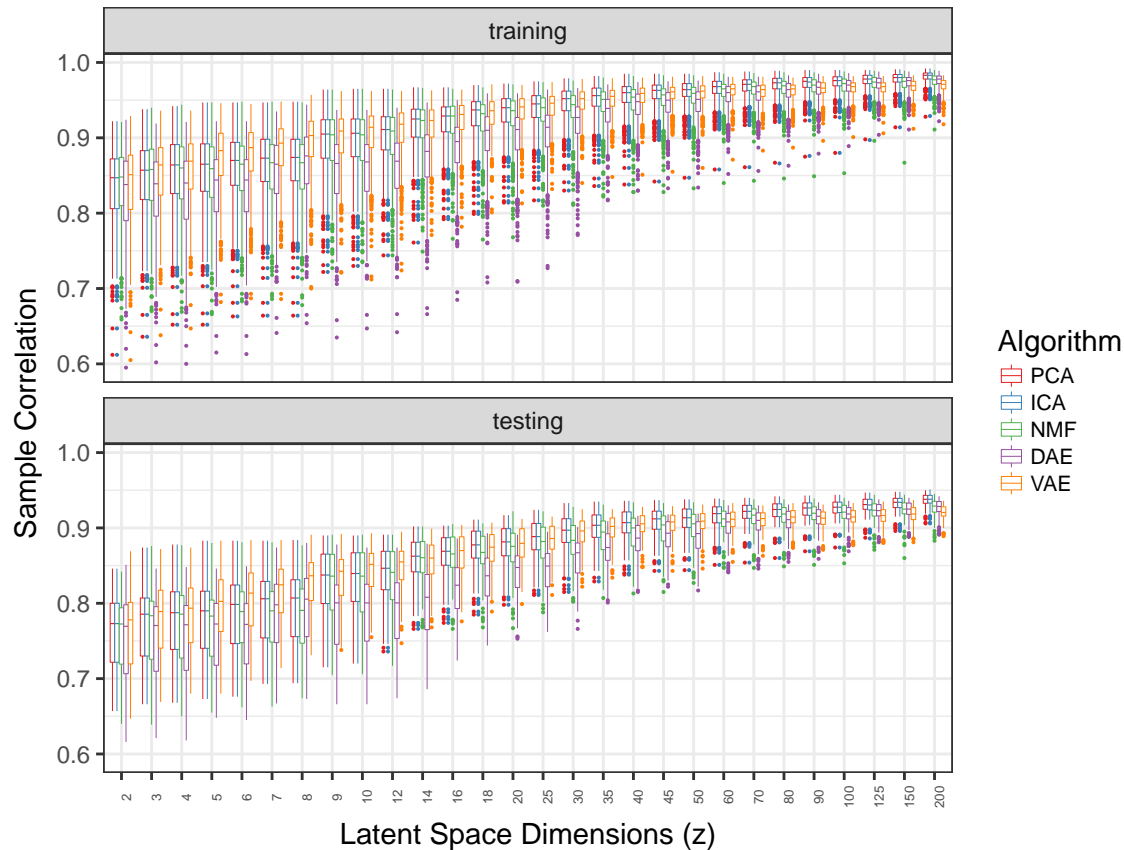 training
1.0
0.9
0.8
0.7
0.6
testing
1.0
0.9
0.8
0.7
0.6
Sample Correlation
2 3 4 5 6 7 8 9 10 12 14 16 18 20 25 30 35 40 45 50 60 70 80 90 100 125 150 200
Latent Space Dimensions (z)
Algorithm
PCA
ICA
NMF
DAE
VAE